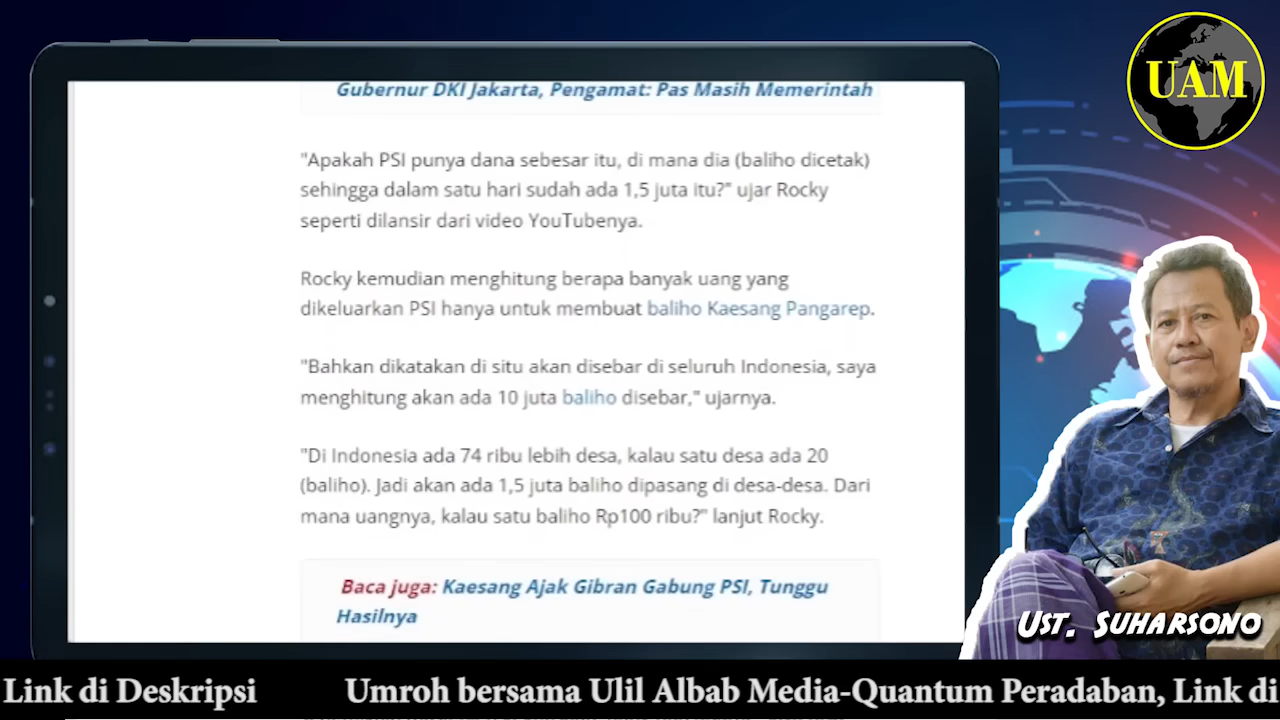 UAM
Gubernur DKI Jakarta, Pengamat: Pas Masih Memerintah
"Apakah PSI punya dana sebesar itu, di mana dia (baliho dicetak)
sehingga dalam satu hari sudah ada 1,5 juta itu?" ujar Rocky
seperti dilansir dari video YouTubenya.
Rocky kemudian menghitung berapa banyak uang yang
dikeluarkan PSI hanya untuk membuat baliho Kaesang Pangarep.
"Bahkan dikatakan di situ akan disebar di seluruh Indonesia, saya
menghitung akan ada 10 juta baliho disebar," ujarnya.
"Di Indonesia ada 74 ribu lebih desa, kalau satu desa ada 20
(baliho). Jadi akan ada 1,5 juta baliho dipasang di desa-desa. Dari
mana uangnya, kalau satu baliho Rp100 ribu?" lanjut Rocky.
Baca juga: Kaesang Ajak Gibran Gabung PSI, Tunggu
Hasilnya
UST. SUHARSONO
Link di Deskripsi Umroh bersama Ulil Albab Media-Quantum Peradaban, Link di